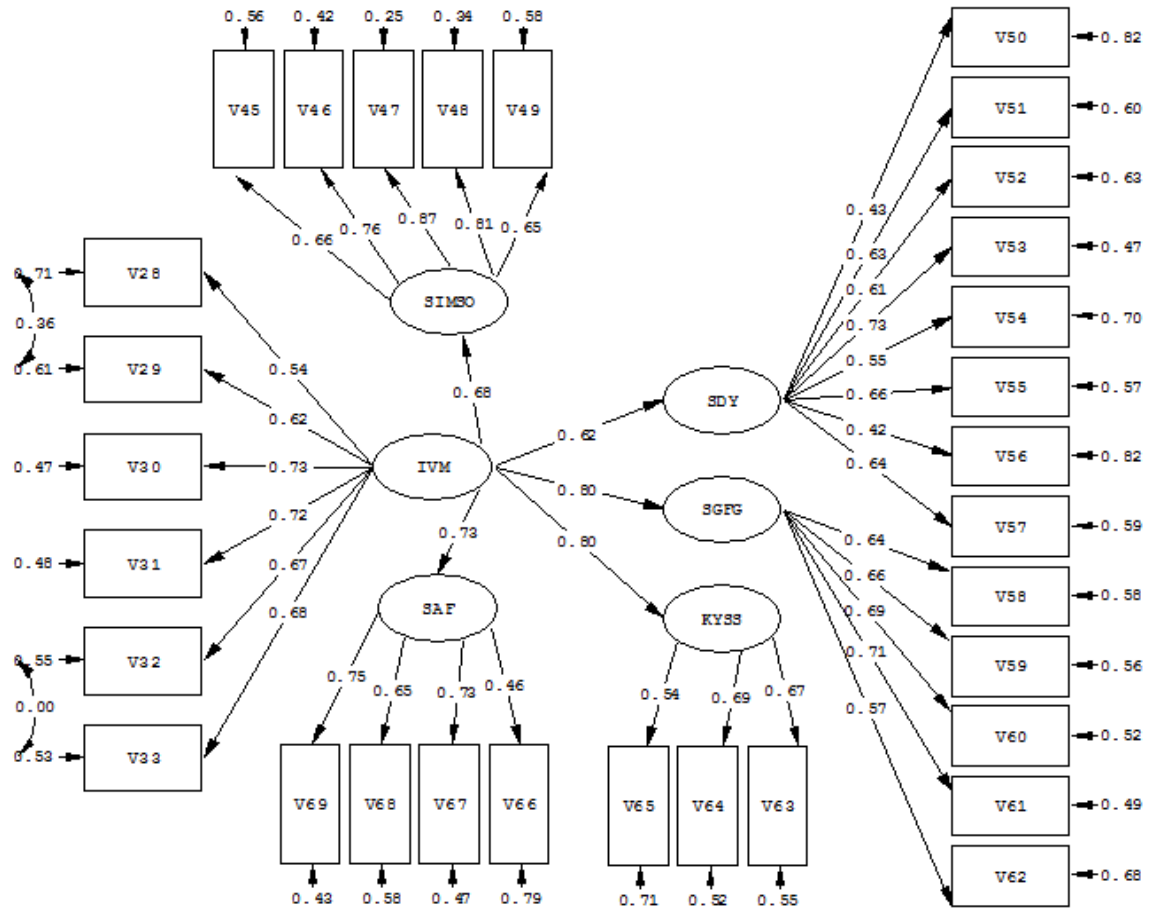 0.56 0.42 0.25 0.34 0.58
V45 V46 V47 V48 V49
0.66 0.76 0.87 0.81 0.65
SIMSO
0.71 V28
0.36
0.61 V29
0.47 V30
0.48 V31
0.55 V32
0.00
0.53 V33
0.54
0.62
0.73
0.72
0.67
0.68
IVM
0.68
0.62
0.80
0.80
0.73
SAF
0.75 0.65 0.73 0.46
V69 V68 V67 V66
0.43 0.58 0.47 0.79
SDY
SGFG
KYSS
0.54 0.69 0.67
V65 V64 V63
0.71 0.52 0.55
0.43
0.63
0.61
0.73
0.55
0.66
0.42
0.64
0.64
0.66
0.69
0.71
0.57
V50 0.82
V51 0.60
V52 0.63
V53 0.47
V54 0.70
V55 0.57
V56 0.82
V57 0.59
V58 0.58
V59 0.56
V60 0.52
V61 0.49
V62 0.68